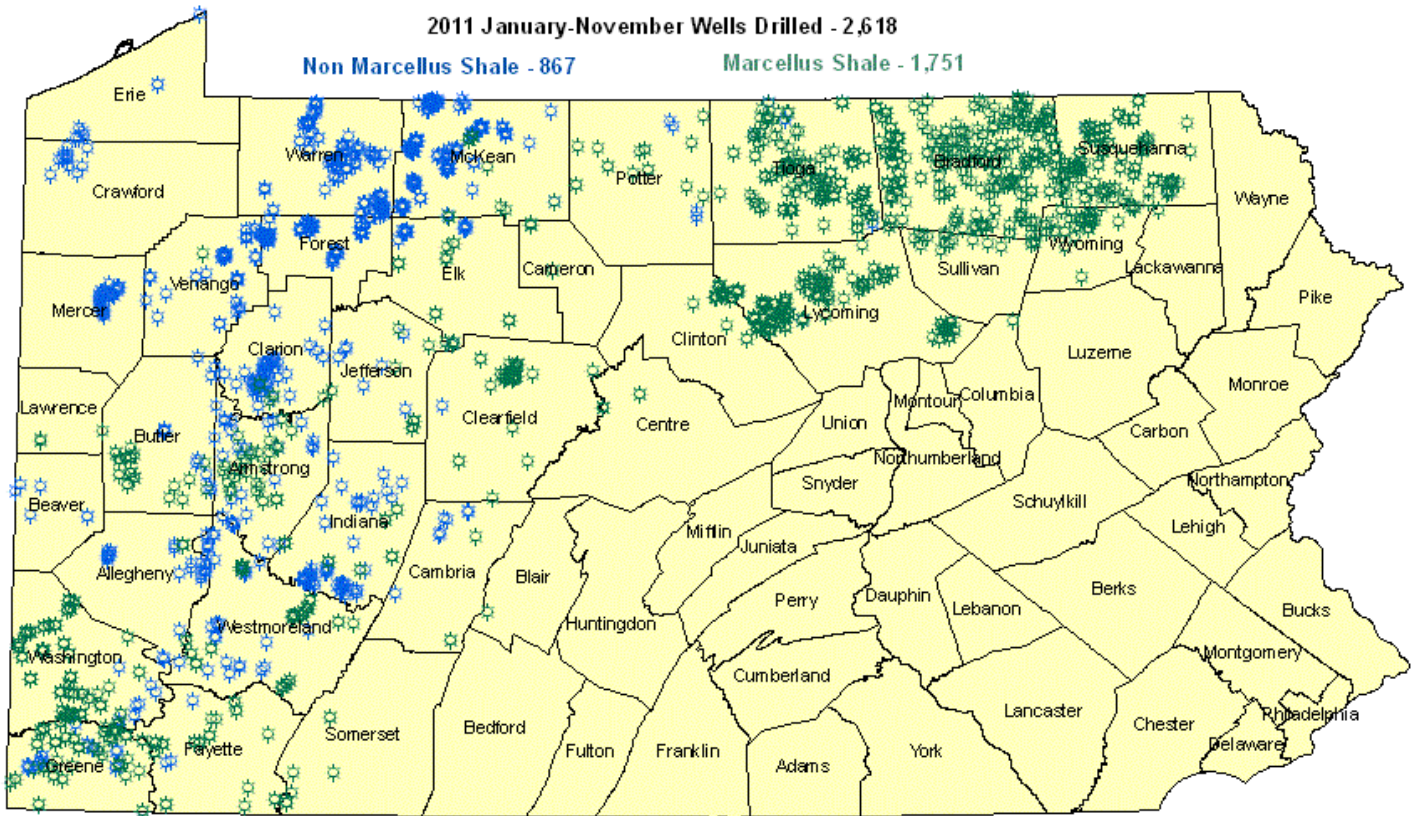 2011 January-November Wells Drilled - 2,618
Non Marcellus Shale - 867
Marcellus Shale - 1,751
Erie
Crawford
Warren
McKean
Potter
Tioga
Bradford
Susquehanna
Wayne
Forest
Elk
Cameron
Sullivan
Wyoming
Lackawanna
Mercer
Venango
Pike
Clinton
Lycoming
Clarion
Jefferson
Luzerne
Monroe
Lawrence
Butler
Clearfield
Centre
Union
Montour
Columbia
Carbon
Armstrong
Northumberland
Snyder
Northampton
Beaver
Indiana
Mifflin
Schuylkill
Lehigh
Juniata
Allegheny
Cambria
Blair
Perry
Dauphin
Lebanon
Berks
Bucks
Westmoreland
Huntingdon
Washington
Montgomery
Cumberland
Greene
Fayette
Somerset
Bedford
Fulton
Franklin
Adams
York
Lancaster
Chester
Philadelphia
Delaware